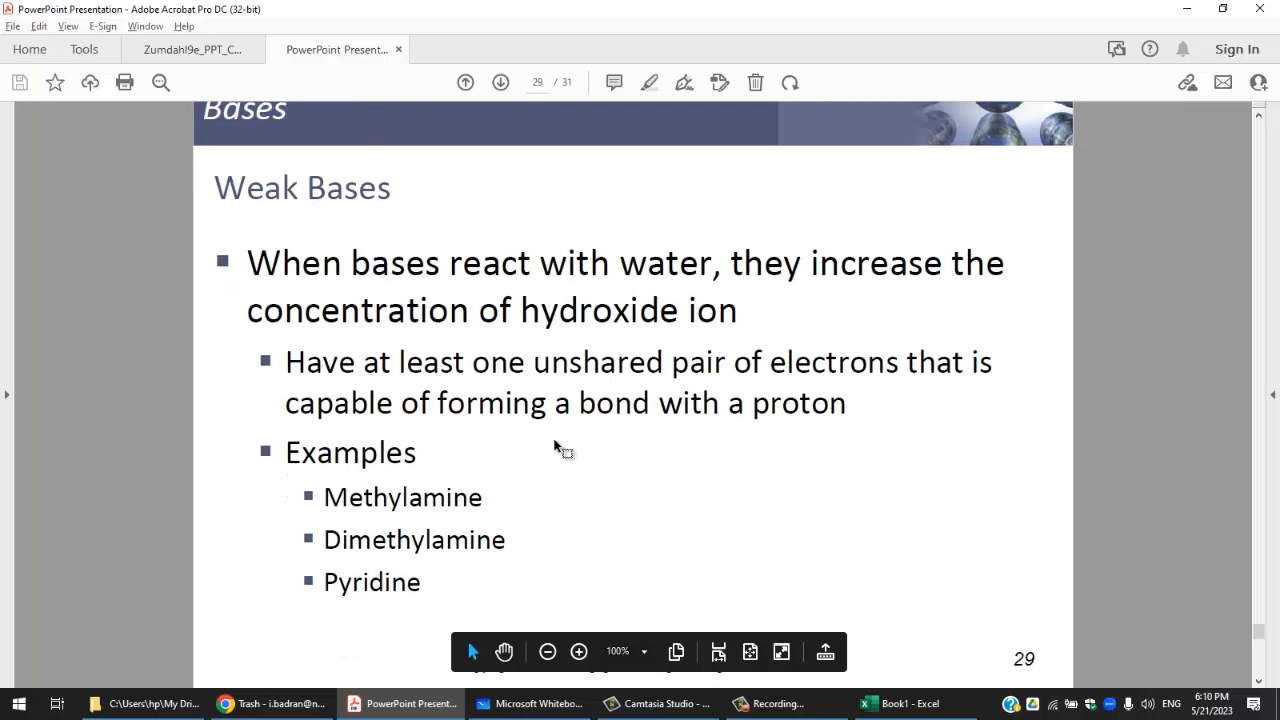 PowerPoint Presentation - Adobe Acrobat Pro DC (32-bit)
File Edit View E-Sign Window Help
Home Tools Zumdahl9e_PPT_C... PowerPoint Present... × Sign In
29 / 31
Bases
Weak Bases
When bases react with water, they increase the
concentration of hydroxide ion
Have at least one unshared pair of electrons that is
capable of forming a bond with a proton
Examples
Methylamine
Dimethylamine
Pyridine
100%
29
C:\Users\hp\My Dri... Trash - i.badran@n... PowerPoint Present... Microsoft Whitebo... Camtasia Studio - ... Recording... Book1 - Excel ENG 6:10 PM
5/21/2023